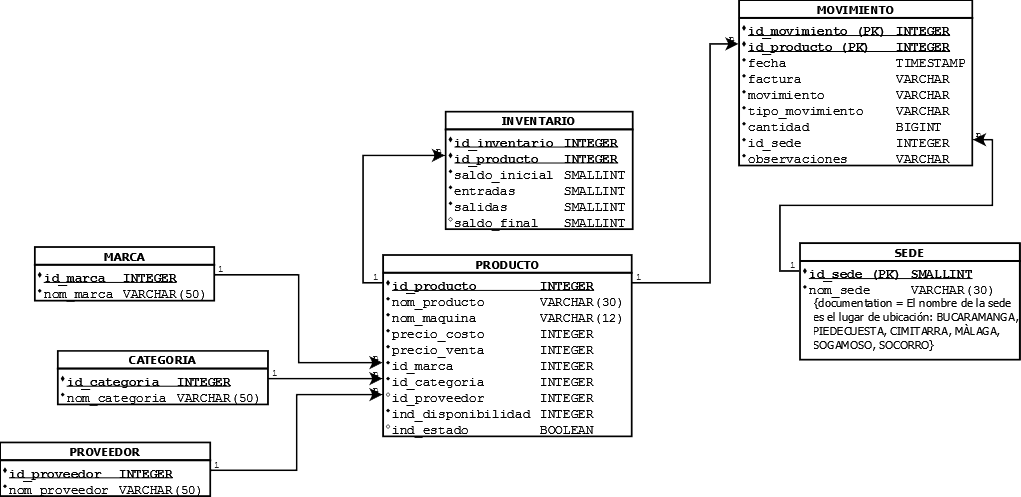 MOVIMIENTO
id_movimiento (PK) INTEGER
id_producto (PK) INTEGER
fecha TIMESTAMP
factura VARCHAR
movimiento VARCHAR
tipo_movimiento VARCHAR
cantidad BIGINT
id_sede INTEGER
observaciones VARCHAR
INVENTARIO
id_inventario INTEGER
id_producto INTEGER
saldo_inicial SMALLINT
entradas SMALLINT
salidas SMALLINT
saldo_final SMALLINT
MARCA
id_marca INTEGER
nom_marca VARCHAR(50)
1
PRODUCTO
id_producto INTEGER
nom_producto VARCHAR(30)
nom_maquina VARCHAR(12)
precio_costo INTEGER
precio_venta INTEGER
id_marca INTEGER
id_categoria INTEGER
id_proveedor INTEGER
ind_disponibilidad INTEGER
ind_estado BOOLEAN
1
1
SEDE
id_sede (PK) SMALLINT
nom_sede VARCHAR(30)
{documentation = El nombre de la sede
es el lugar de ubicación: BUCARAMANGA,
PIEDECUESTA, CIMITARRA, MÀLAGA,
SOGAMOSO, SOCORRO}
1
CATEGORIA
id_categoria INTEGER
nom_categoria VARCHAR(50)
1
PROVEEDOR
id_proveedor INTEGER
nom_proveedor VARCHAR(50)
1